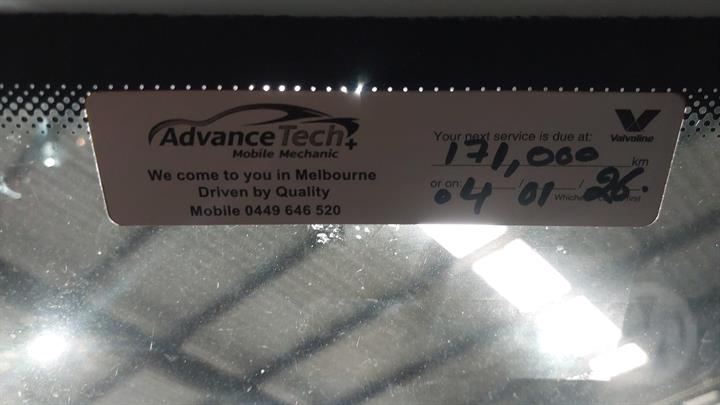 AdvanceTech+
Mobile Mechanic
We come to you in Melbourne
Driven by Quality
Mobile 0449 646 520
Valvoline
Your next service is due at:
171,000 km
or on: 04 / 01 / 26.
first